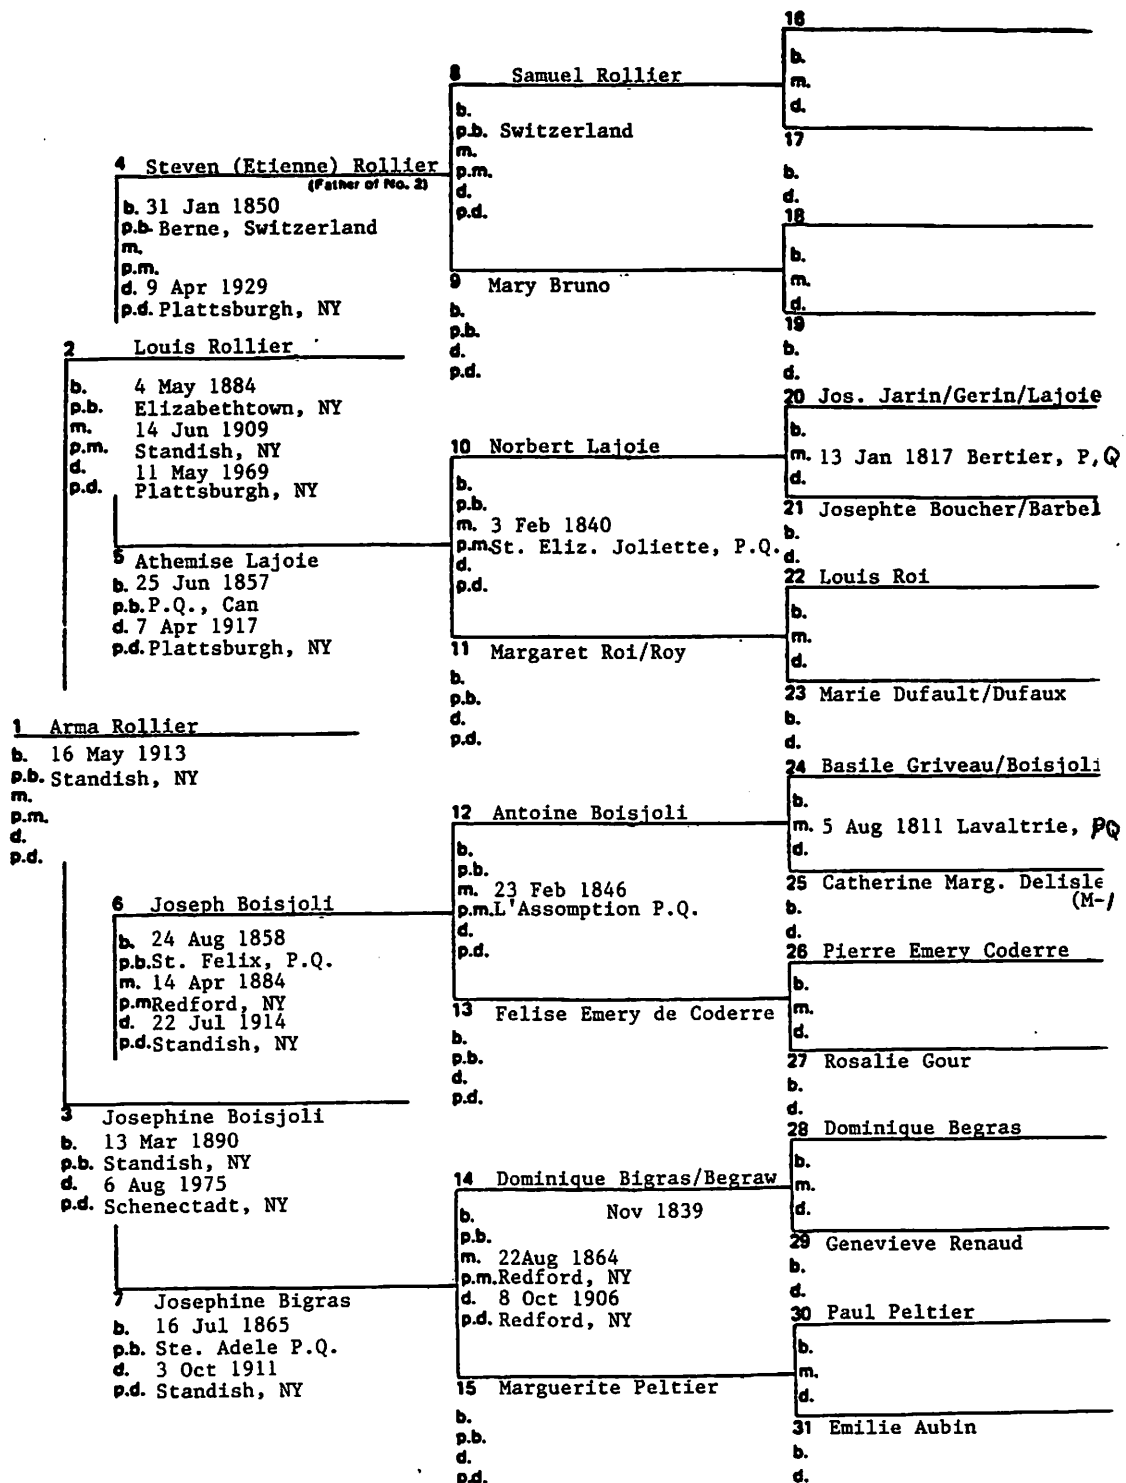 1 Arma Rollier
b. 16 May 1913
p.b. Standish, NY
m.
p.m.
d.
p.d.
2 Louis Rollier
b. 4 May 1884
p.b. Elizabethtown, NY
m. 14 Jun 1909
p.m. Standish, NY
d. 11 May 1969
p.d. Plattsburgh, NY
3 Josephine Boisjoli
b. 13 Mar 1890
p.b. Standish, NY
d. 6 Aug 1975
p.d. Schenectadt, NY
4 Steven (Etienne) Rollier
(Father of No. 2)
b. 31 Jan 1850
p.b. Berne, Switzerland
m.
p.m.
d. 9 Apr 1929
p.d. Plattsburgh, NY
5 Athemise Lajoie
b. 25 Jun 1857
p.b. P.Q., Can
d. 7 Apr 1917
p.d. Plattsburgh, NY
6 Joseph Boisjoli
b. 24 Aug 1858
p.b. St. Felix, P.Q.
m. 14 Apr 1884
p.m Redford, NY
d. 22 Jul 1914
p.d. Standish, NY
7 Josephine Bigras
b. 16 Jul 1865
p.b. Ste. Adele P.Q.
d. 3 Oct 1911
p.d. Standish, NY
8 Samuel Rollier
b.
p.b. Switzerland
m.
p.m.
d.
p.d.
9 Mary Bruno
b.
p.b.
d.
p.d.
10 Norbert Lajoie
b.
p.b.
m. 3 Feb 1840
p.m. St. Eliz. Joliette, P.Q.
d.
p.d.
11 Margaret Roi/Roy
b.
p.b.
d.
p.d.
12 Antoine Boisjoli
b.
p.b.
m. 23 Feb 1846
p.m. L'Assomption P.Q.
d.
p.d.
13 Felise Emery de Coderre
b.
p.b.
d.
p.d.
14 Dominique Bigras/Begraw
b. Nov 1839
p.b.
m. 22Aug 1864
p.m. Redford, NY
d. 8 Oct 1906
p.d. Redford, NY
15 Marguerite Peltier
b.
p.b.
d.
p.d.
16
b.
m.
d.
17
b.
d.
18
b.
m.
d.
19
b.
d.
20 Jos. Jarin/Gerin/Lajoie
b.
m. 13 Jan 1817 Bertier, P,Q
d.
21 Josephte Boucher/Barbel
b.
d.
22 Louis Roi
b.
m.
d.
23 Marie Dufault/Dufaux
b.
d.
24 Basile Griveau/Boisjoli
b.
m. 5 Aug 1811 Lavaltrie, PQ
d.
25 Catherine Marg. Delisle
(M-/
b.
d.
26 Pierre Emery Coderre
b.
m.
d.
27 Rosalie Gour
b.
d.
28 Dominique Begras
b.
m.
d.
29 Genevieve Renaud
b.
d.
30 Paul Peltier
b.
m.
d.
31 Emilie Aubin
b.
d.